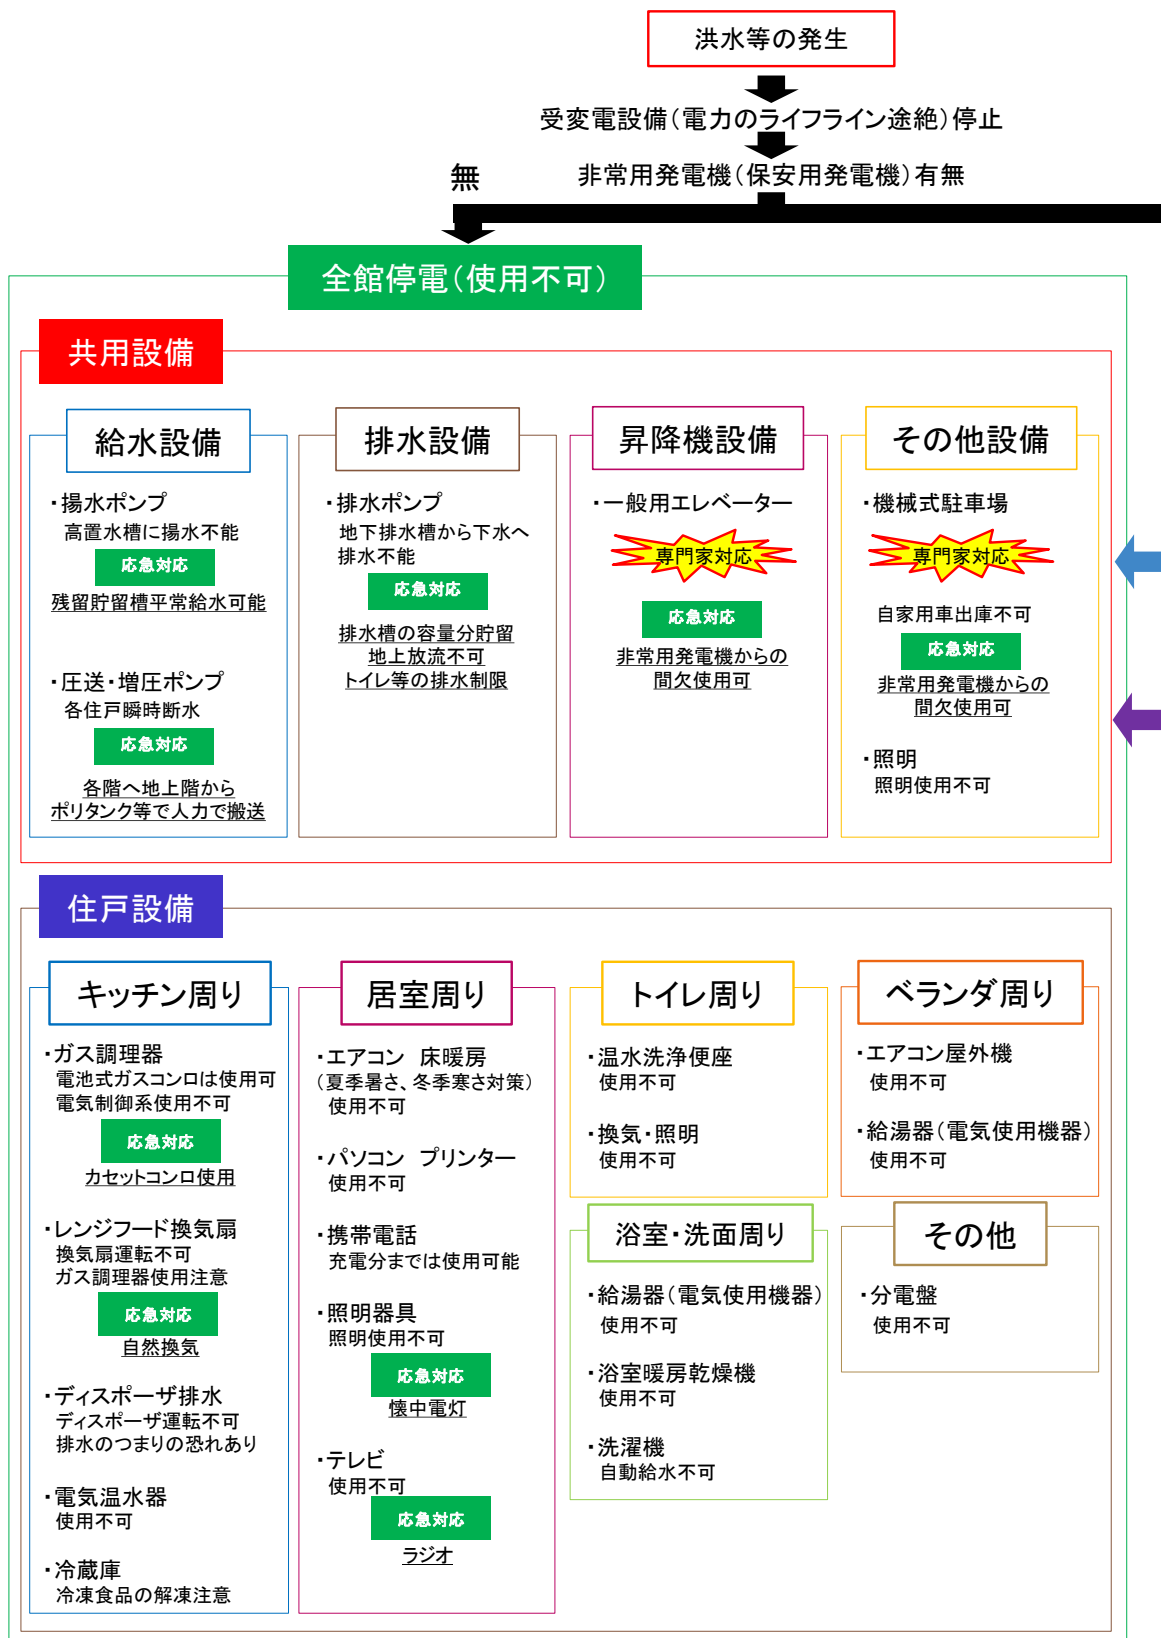 洪水等の発生
受変電設備（電力のライフライン途絶）停止
非常用発電機（保安用発電機）有無
無
全館停電（使用不可）
共用設備
給水設備
・揚水ポンプ
高置水槽に揚水不能
応急対応
残留貯留槽平常給水可能
・圧送・増圧ポンプ
各住戸瞬時断水
応急対応
各階へ地上階から
ポリタンク等で人力で搬送
排水設備
・排水ポンプ
地下排水槽から下水へ
排水不能
応急対応
排水槽の容量分貯留
地上放流不可
トイレ等の排水制限
昇降機設備
・一般用エレベーター
専門家対応
応急対応
非常用発電機からの
間欠使用可
その他設備
・機械式駐車場
専門家対応
自家用車出庫不可
応急対応
非常用発電機からの
間欠使用可
・照明
照明使用不可
住戸設備
キッチン周り
・ガス調理器
電池式ガスコンロは使用可
電気制御系使用不可
応急対応
カセットコンロ使用
・レンジフード換気扇
換気扇運転不可
ガス調理器使用注意
応急対応
自然換気
・ディスポーザ排水
ディスポーザ運転不可
排水のつまりの恐れあり
・電気温水器
使用不可
・冷蔵庫
冷凍食品の解凍注意
居室周り
・エアコン　床暖房
（夏季暑さ、冬季寒さ対策）
使用不可
・パソコン　プリンター
使用不可
・携帯電話
充電分までは使用可能
・照明器具
照明使用不可
応急対応
懐中電灯
・テレビ
使用不可
応急対応
ラジオ
トイレ周り
・温水洗浄便座
使用不可
・換気・照明
使用不可
浴室・洗面周り
・給湯器（電気使用機器）
使用不可
・浴室暖房乾燥機
使用不可
・洗濯機
自動給水不可
ベランダ周り
・エアコン屋外機
使用不可
・給湯器（電気使用機器）
使用不可
その他
・分電盤
使用不可